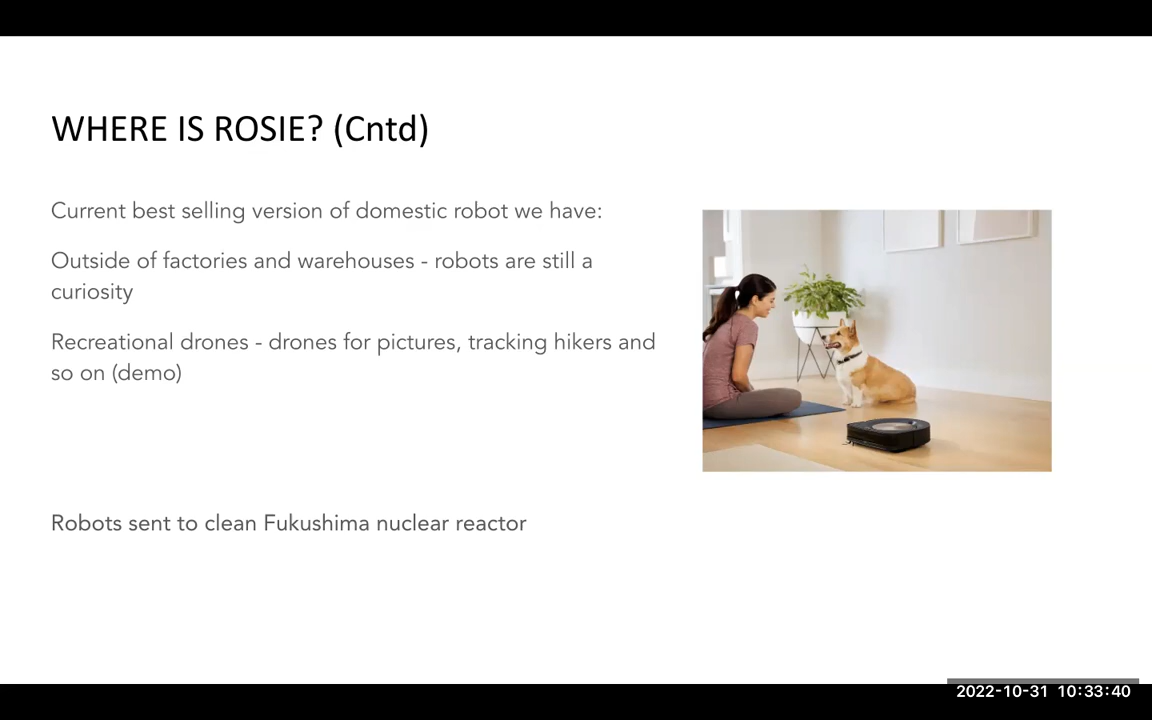 WHERE IS ROSIE? (Cntd)
Current best selling version of domestic robot we have:
Outside of factories and warehouses - robots are still a
curiosity
Recreational drones - drones for pictures, tracking hikers and
so on (demo)
Robots sent to clean Fukushima nuclear reactor
2022-10-31 10:33:40